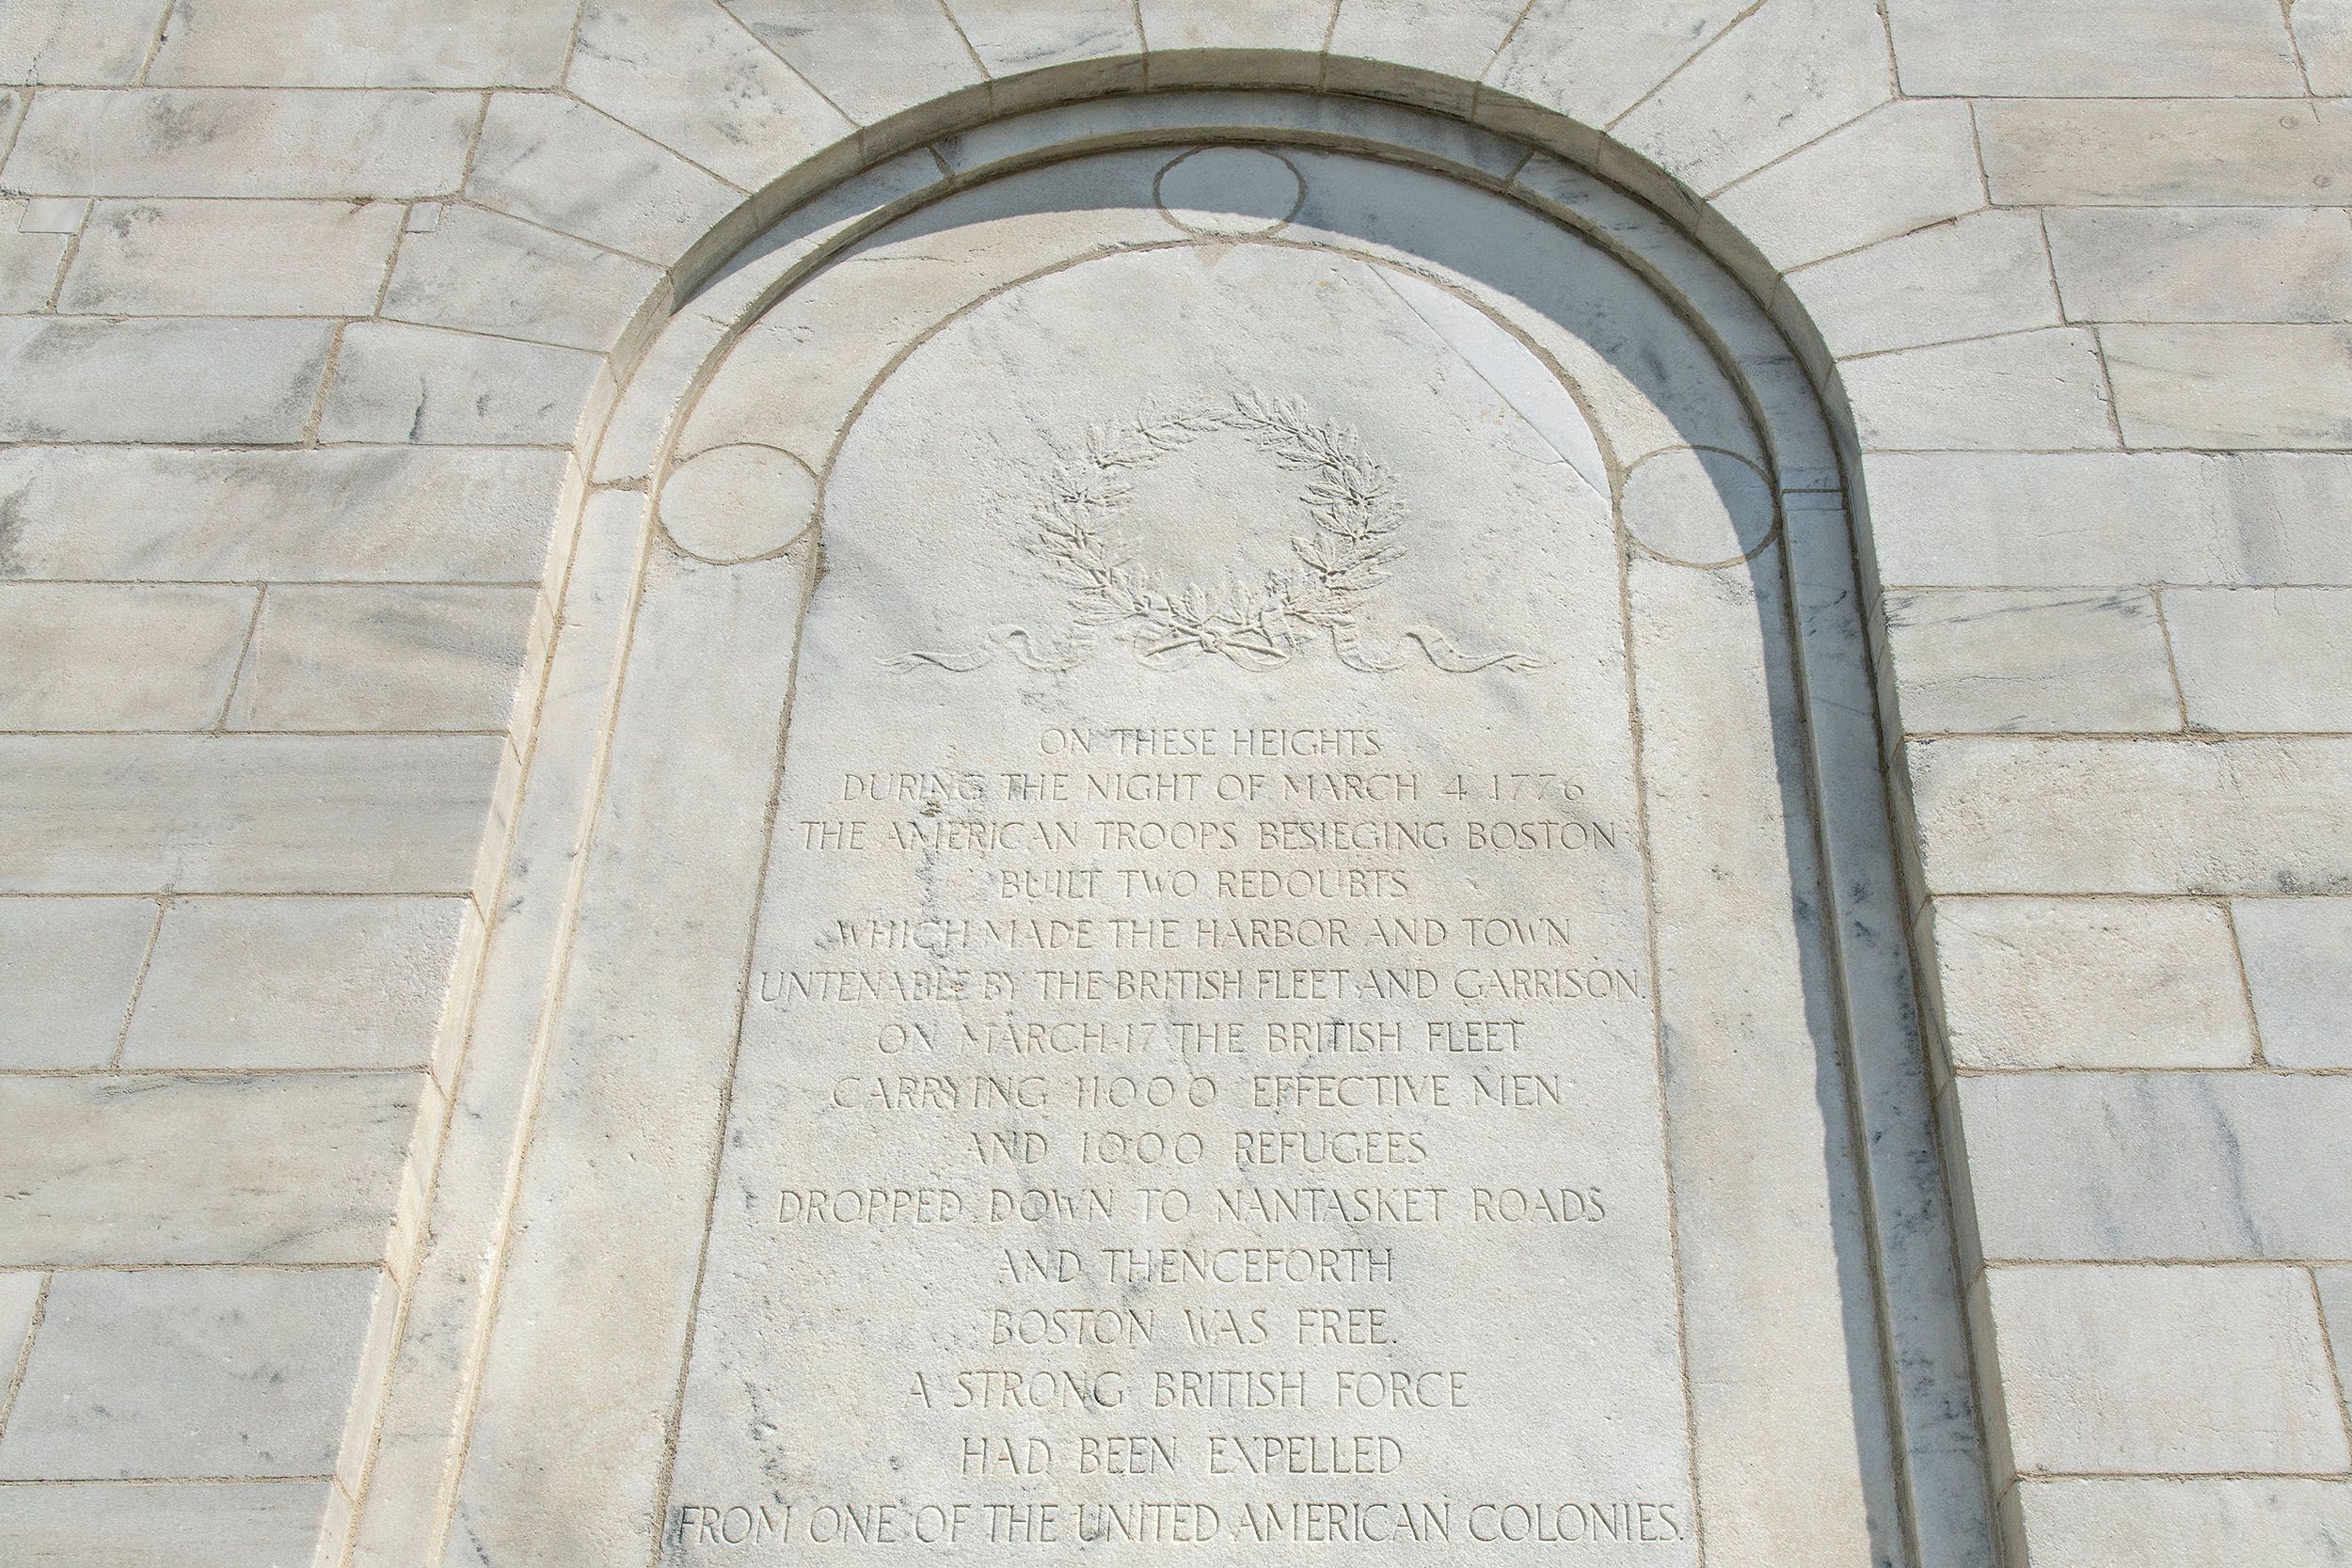 ON THESE HEIGHTS
DURING THE NIGHT OF MARCH 4 1776
THE AMERICAN TROOPS BESIEGING BOSTON
BUILT TWO REDOUBTS
WHICH MADE THE HARBOR AND TOWN
UNTENABLE BY THE BRITISH FLEET AND GARRISON.
ON MARCH 17 THE BRITISH FLEET
CARRYING 11000 EFFECTIVE MEN
AND 1000 REFUGEES
DROPPED DOWN TO NANTASKET ROADS
AND THENCEFORTH
BOSTON WAS FREE.
A STRONG BRITISH FORCE
HAD BEEN EXPELLED
FROM ONE OF THE UNITED AMERICAN COLONIES.